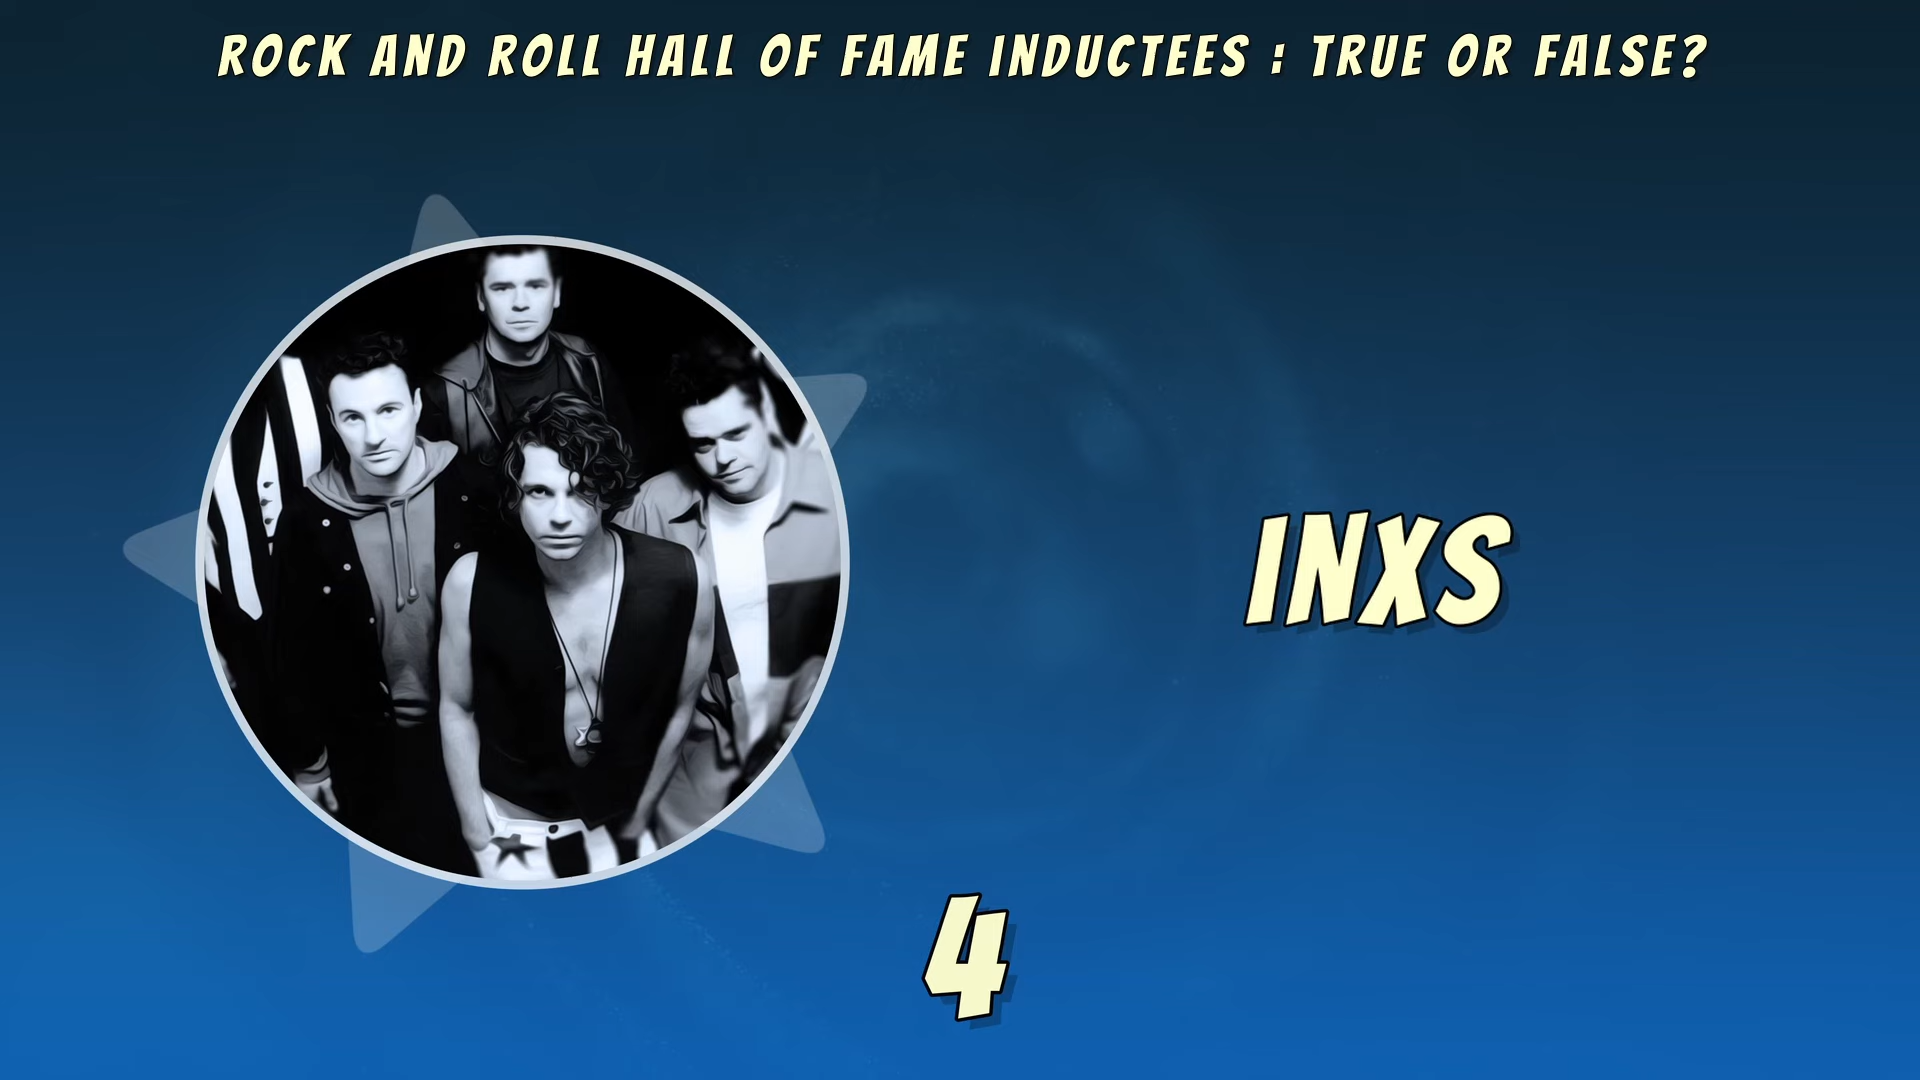 ROCK AND ROLL HALL OF FAME INDUCTEES : TRUE OR FALSE?
INXS
4